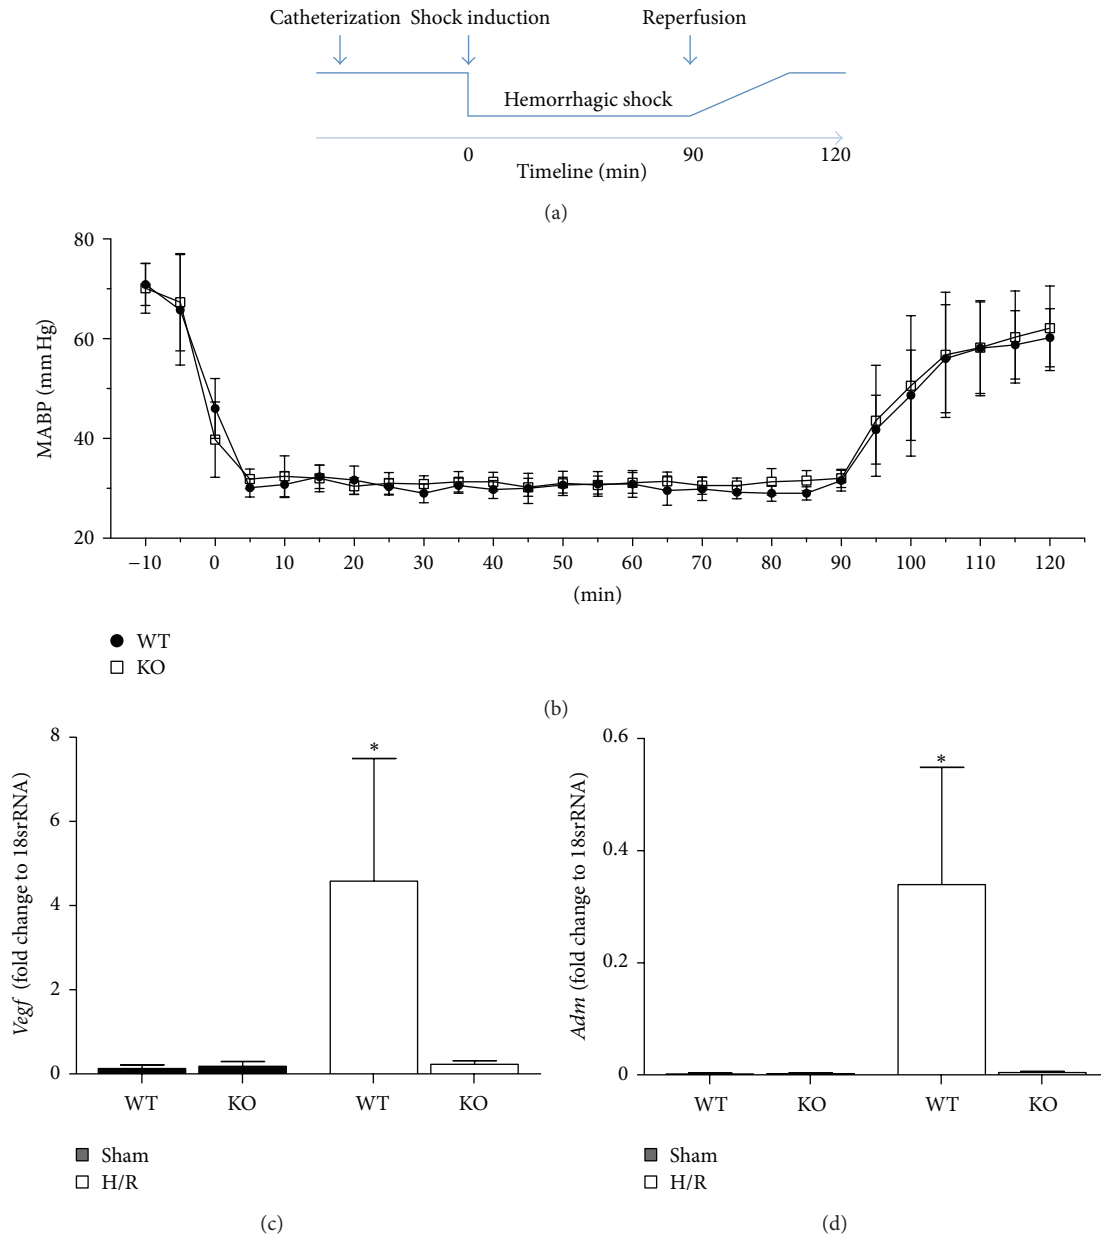 Catheterization Shock induction Reperfusion
Hemorrhagic shock
0 90 120
Timeline (min)
(a)
80
60
40
20
MABP (mm Hg)
−10 0 10 20 30 40 50 60 70 80 90 100 110 120
(min)
WT
KO
(b)
8
6
4
2
0
Vegf (fold change to 18srRNA)
*
WT KO WT KO
Sham
H/R
(c)
0.6
0.4
0.2
0
Adm (fold change to 18srRNA)
*
WT KO WT KO
Sham
H/R
(d)